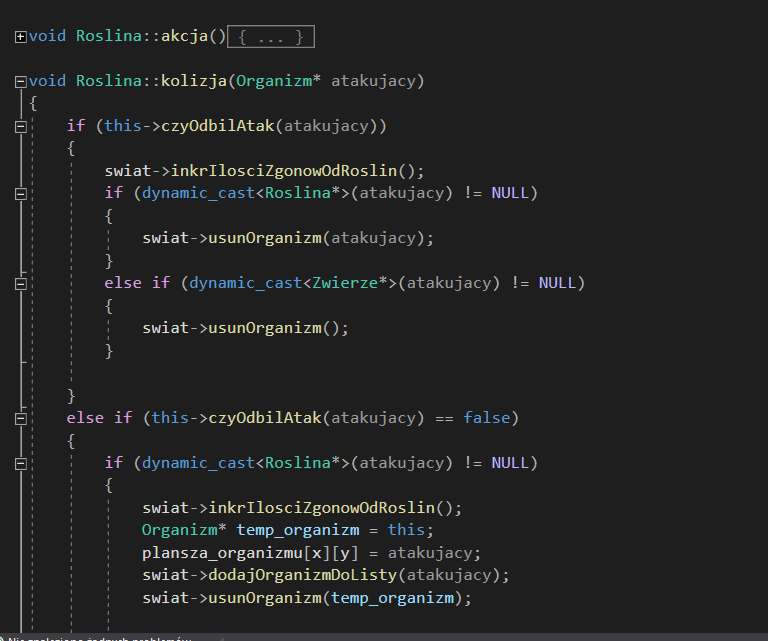 void Roslina::akcja(){ ... }
void Roslina::kolizja(Organizm* atakujacy)
{
if (this->czyOdbilAtak(atakujacy))
{
swiat->inkrIlosciZgonowOdRoslin();
if (dynamic_cast<Roslina*>(atakujacy) != NULL)
{
swiat->usunOrganizm(atakujacy);
}
else if (dynamic_cast<Zwierze*>(atakujacy) != NULL)
{
swiat->usunOrganizm();
}
}
else if (this->czyOdbilAtak(atakujacy) == false)
{
if (dynamic_cast<Roslina*>(atakujacy) != NULL)
{
swiat->inkrIlosciZgonowOdRoslin();
Organizm* temp_organizm = this;
plansza_organizmu[x][y] = atakujacy;
swiat->dodajOrganizmDoListy(atakujacy);
swiat->usunOrganizm(temp_organizm);